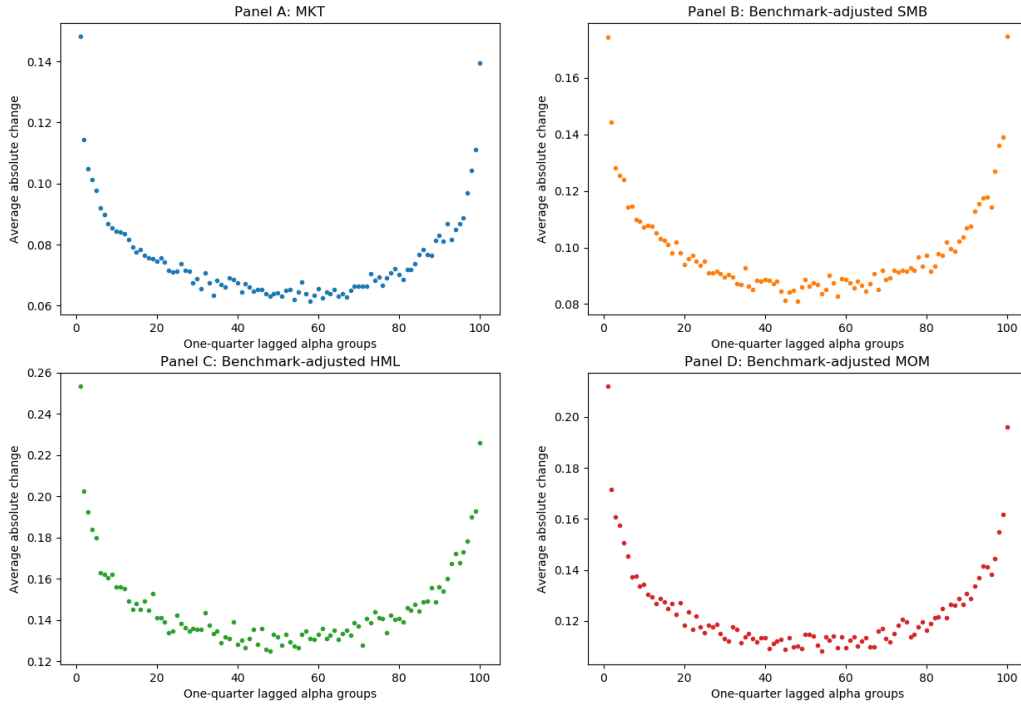 Panel A: MKT
Average absolute change
0.14
0.12
0.10
0.08
0.06
0 20 40 60 80 100
One-quarter lagged alpha groups
Panel B: Benchmark-adjusted SMB
Average absolute change
0.16
0.14
0.12
0.10
0.08
0 20 40 60 80 100
One-quarter lagged alpha groups
Panel C: Benchmark-adjusted HML
Average absolute change
0.26
0.24
0.22
0.20
0.18
0.16
0.14
0.12
0 20 40 60 80 100
One-quarter lagged alpha groups
Panel D: Benchmark-adjusted MOM
Average absolute change
0.20
0.18
0.16
0.14
0.12
0 20 40 60 80 100
One-quarter lagged alpha groups